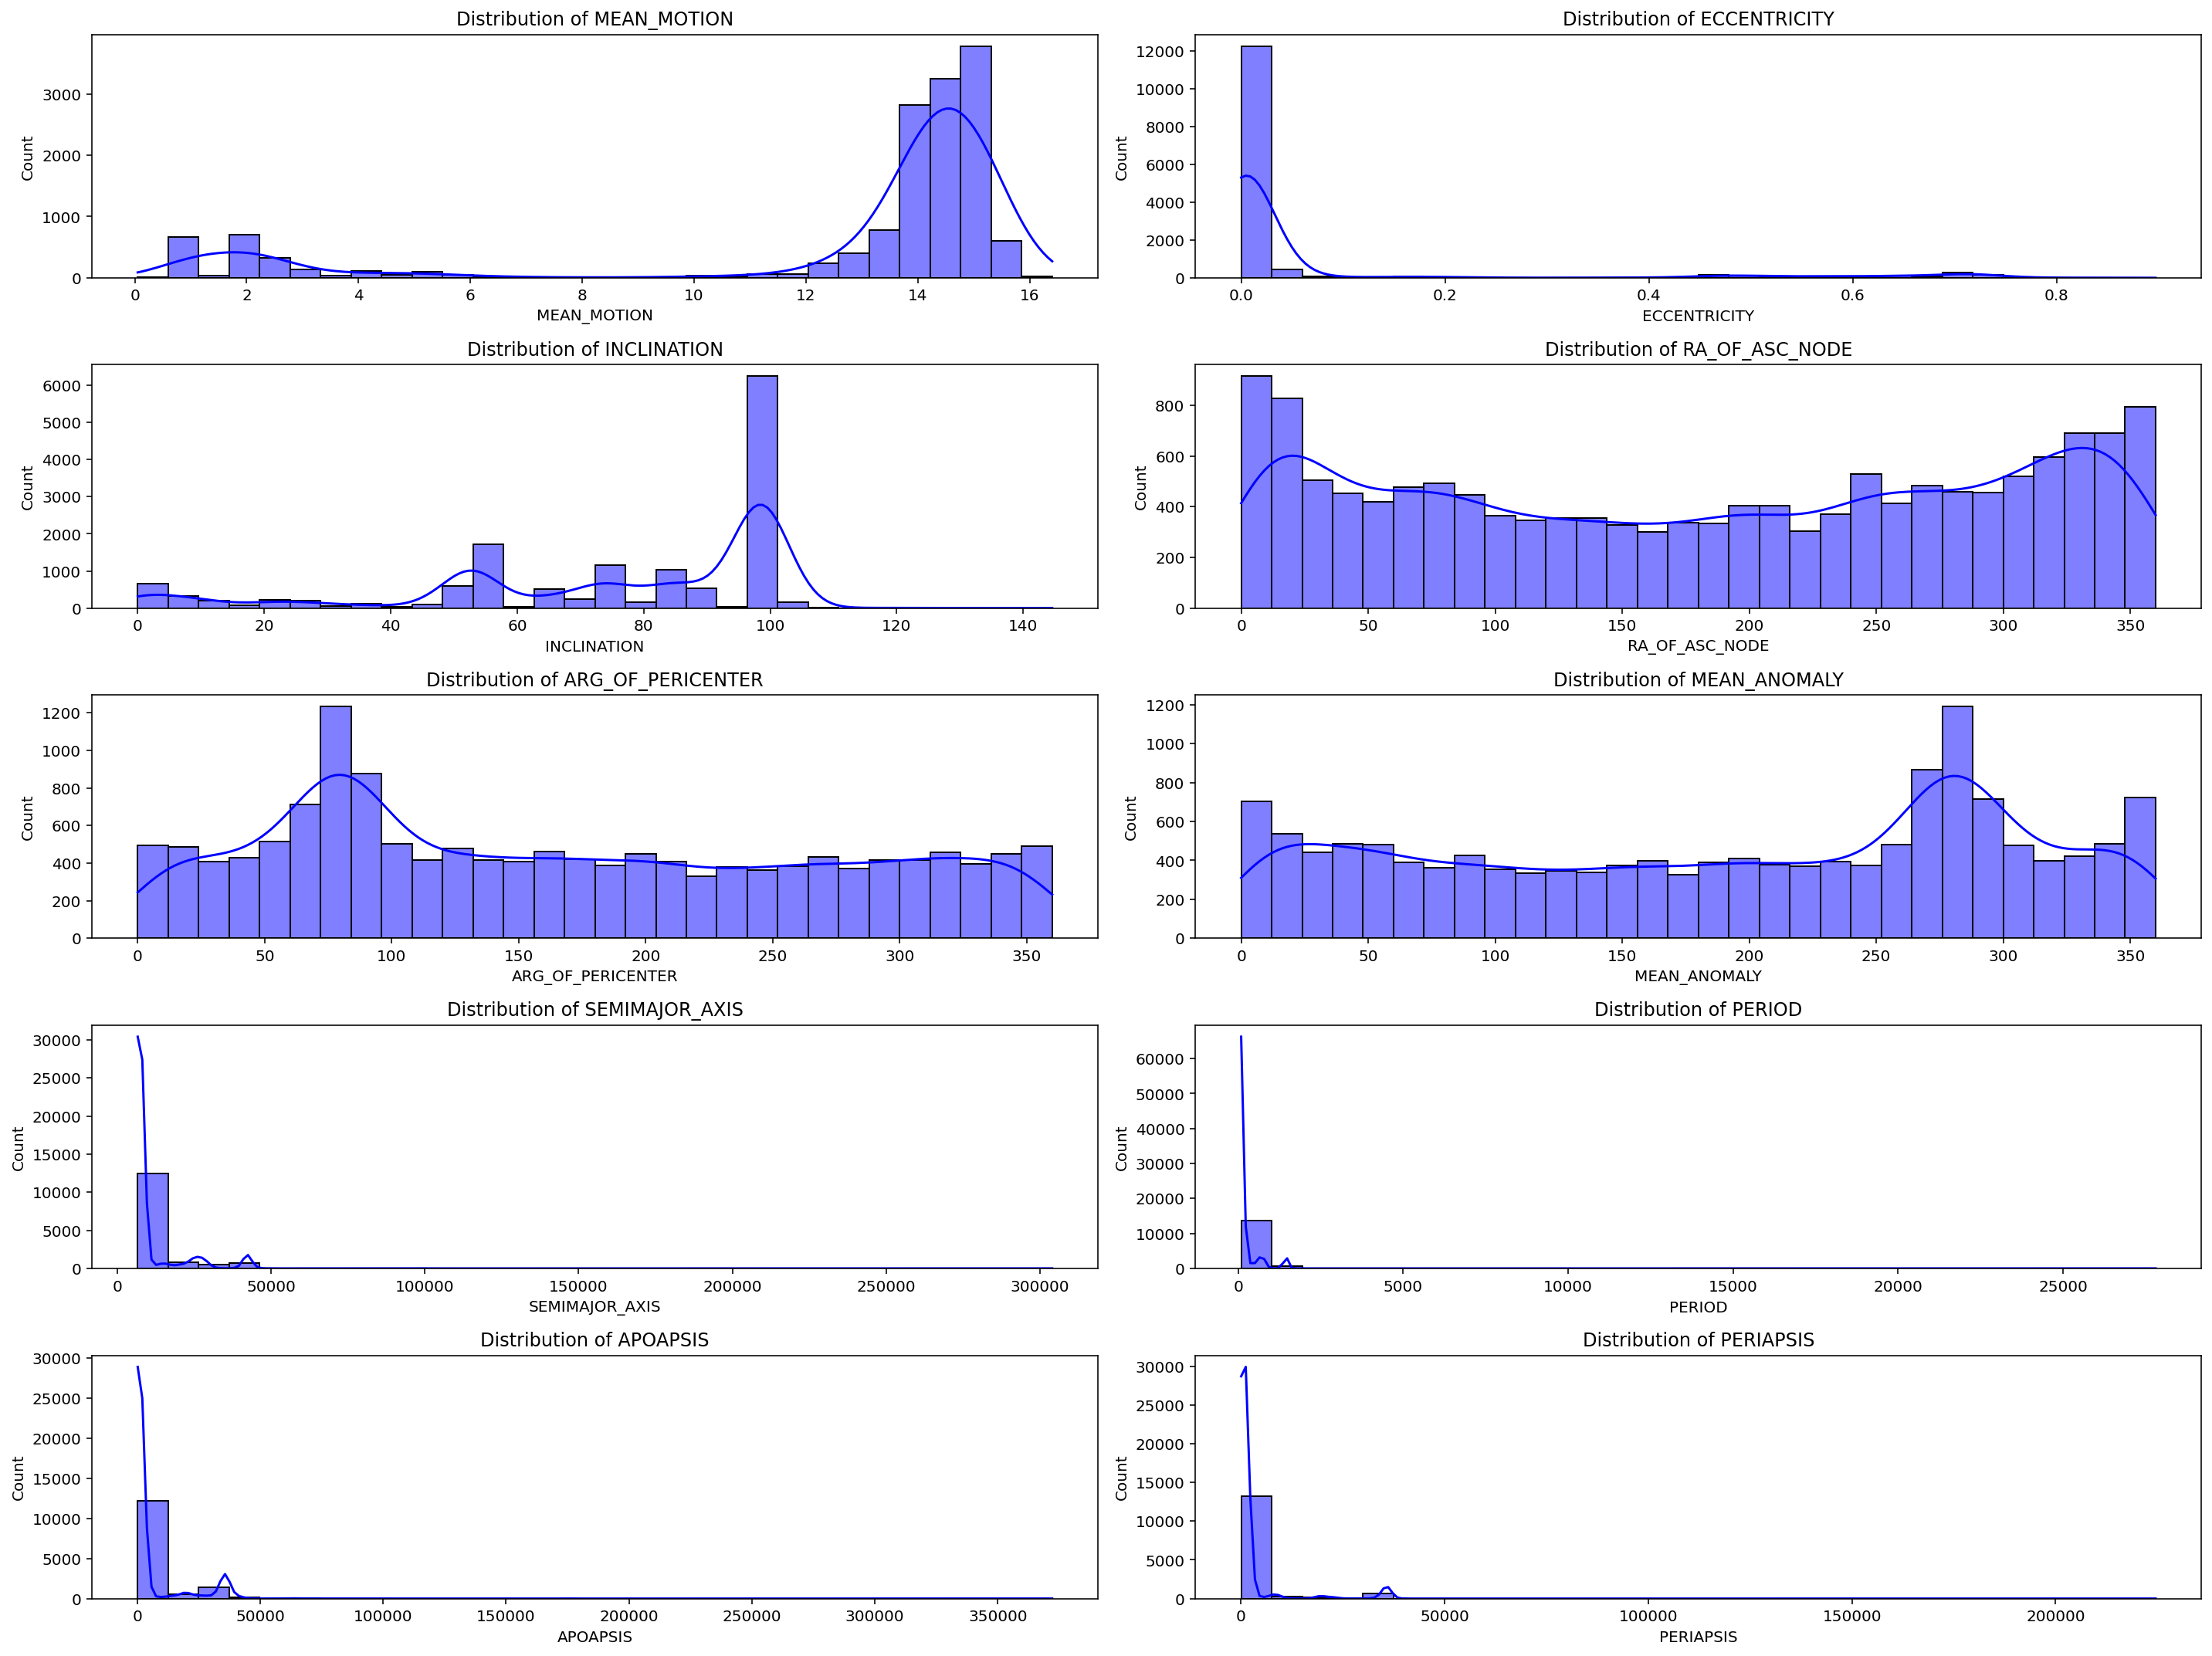 Distribution of MEAN_MOTION
Count
3000
2000
1000
0
0 2 4 6 8 10 12 14 16
MEAN_MOTION
Distribution of ECCENTRICITY
Count
12000
10000
8000
6000
4000
2000
0
0.0 0.2 0.4 0.6 0.8
ECCENTRICITY
Distribution of INCLINATION
Count
6000
5000
4000
3000
2000
1000
0
0 20 40 60 80 100 120 140
INCLINATION
Distribution of RA_OF_ASC_NODE
Count
800
600
400
200
0
0 50 100 150 200 250 300 350
RA_OF_ASC_NODE
Distribution of ARG_OF_PERICENTER
Count
1200
1000
800
600
400
200
0
0 50 100 150 200 250 300 350
ARG_OF_PERICENTER
Distribution of MEAN_ANOMALY
Count
1200
1000
800
600
400
200
0
0 50 100 150 200 250 300 350
MEAN_ANOMALY
Distribution of SEMIMAJOR_AXIS
Count
30000
25000
20000
15000
10000
5000
0
0 50000 100000 150000 200000 250000 300000
SEMIMAJOR_AXIS
Distribution of PERIOD
Count
60000
50000
40000
30000
20000
10000
0
0 5000 10000 15000 20000 25000
PERIOD
Distribution of APOAPSIS
Count
30000
25000
20000
15000
10000
5000
0
0 50000 100000 150000 200000 250000 300000 350000
APOAPSIS
Distribution of PERIAPSIS
Count
30000
25000
20000
15000
10000
5000
0
0 50000 100000 150000 200000
PERIAPSIS